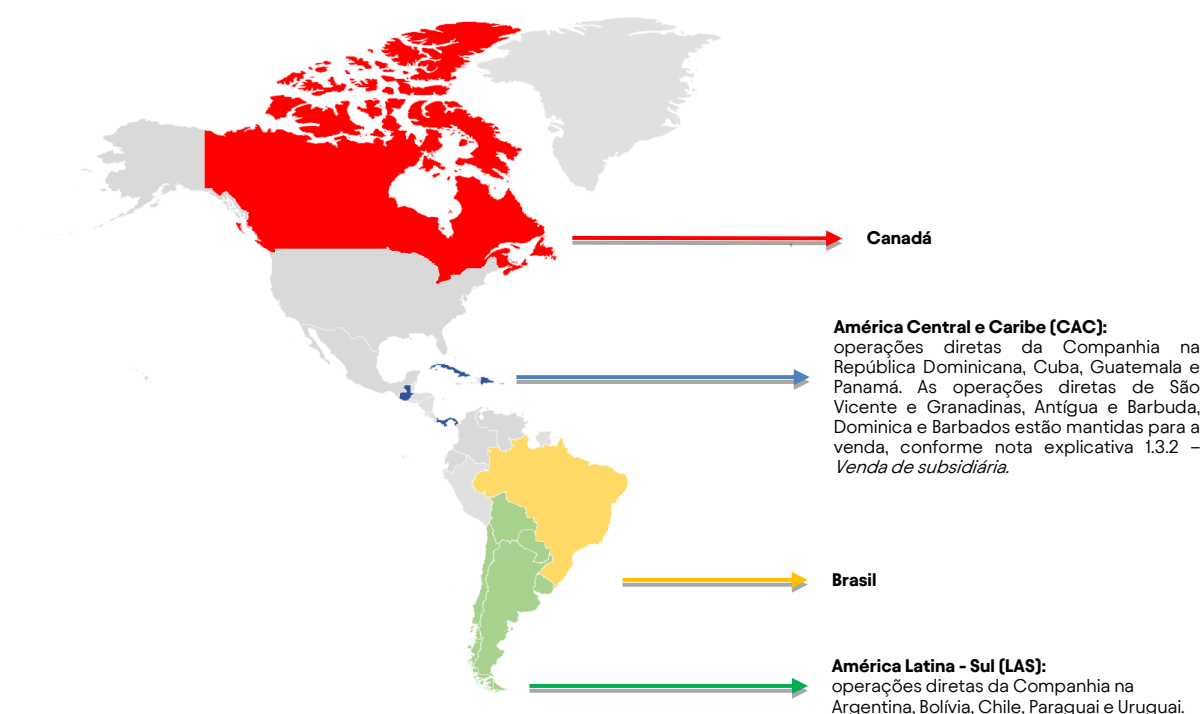 Canadá
América Central e Caribe (CAC):
operações diretas da Companhia na
República Dominicana, Cuba, Guatemala e
Panamá. As operações diretas de São
Vicente e Granadinas, Antígua e Barbuda,
Dominica e Barbados estão mantidas para a
venda, conforme nota explicativa 1.3.2 –
Venda de subsidiária.
Brasil
América Latina - Sul (LAS):
operações diretas da Companhia na
Argentina, Bolívia, Chile, Paraguai e Uruguai.